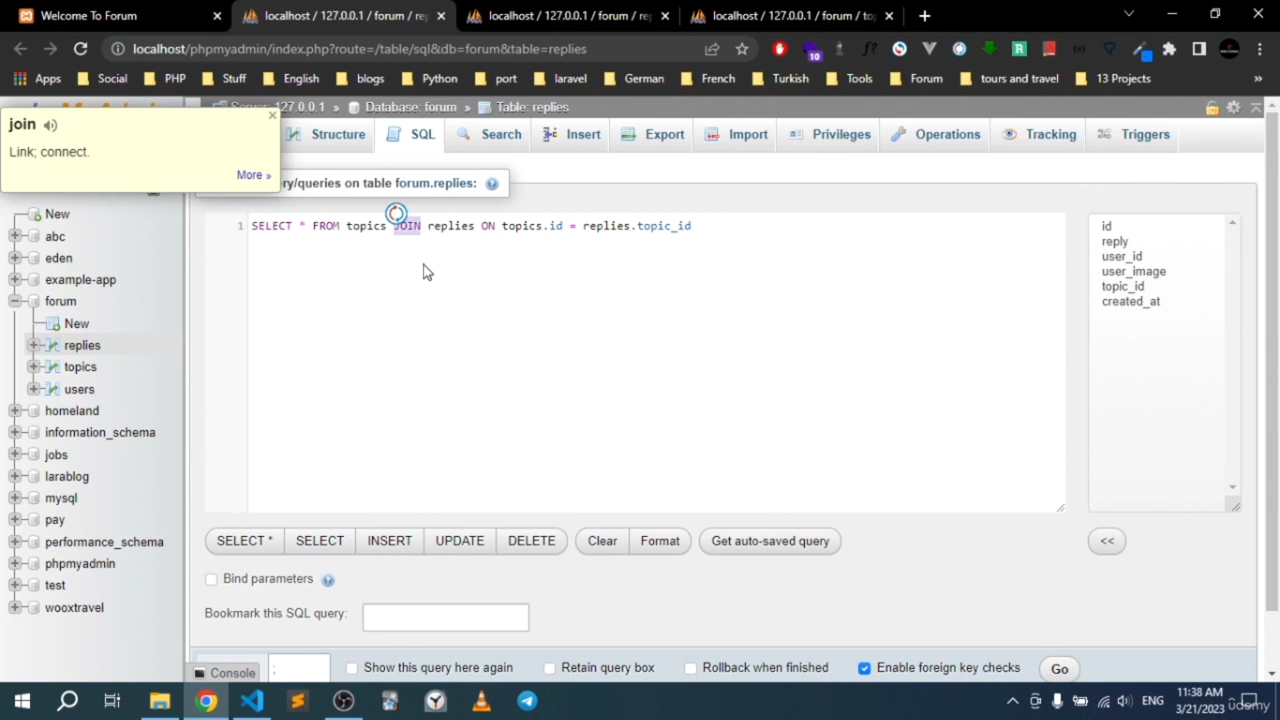 Welcome To Forum
localhost / 127.0.0.1 / forum / re
localhost / 127.0.0.1 / forum / re
localhost / 127.0.0.1 / forum / to
localhost/phpmyadmin/index.php?route=/table/sql&db=forum&table=replies
10
Apps
Social
PHP
Stuff
English
blogs
Python
port
laravel
German
French
Turkish
Tools
Forum
tours and travel
13 Projects
»
Server: 127.0.0.1 » Database: forum » Table: replies
join
Link; connect.
More »
Structure
SQL
Search
Insert
Export
Import
Privileges
Operations
Tracking
Triggers
ry/queries on table forum.replies:
New
abc
eden
example-app
forum
New
replies
topics
users
homeland
information_schema
jobs
larablog
mysql
pay
performance_schema
phpmyadmin
test
wooxtravel
1 SELECT * FROM topics JOIN replies ON topics.id = replies.topic_id
id
reply
user_id
user_image
topic_id
created_at
SELECT *
SELECT
INSERT
UPDATE
DELETE
Clear
Format
Get auto-saved query
<<
Bind parameters
Bookmark this SQL query:
Console
;
Show this query here again
Retain query box
Rollback when finished
Enable foreign key checks
Go
ENG
11:38 AM
3/21/2023
udemy